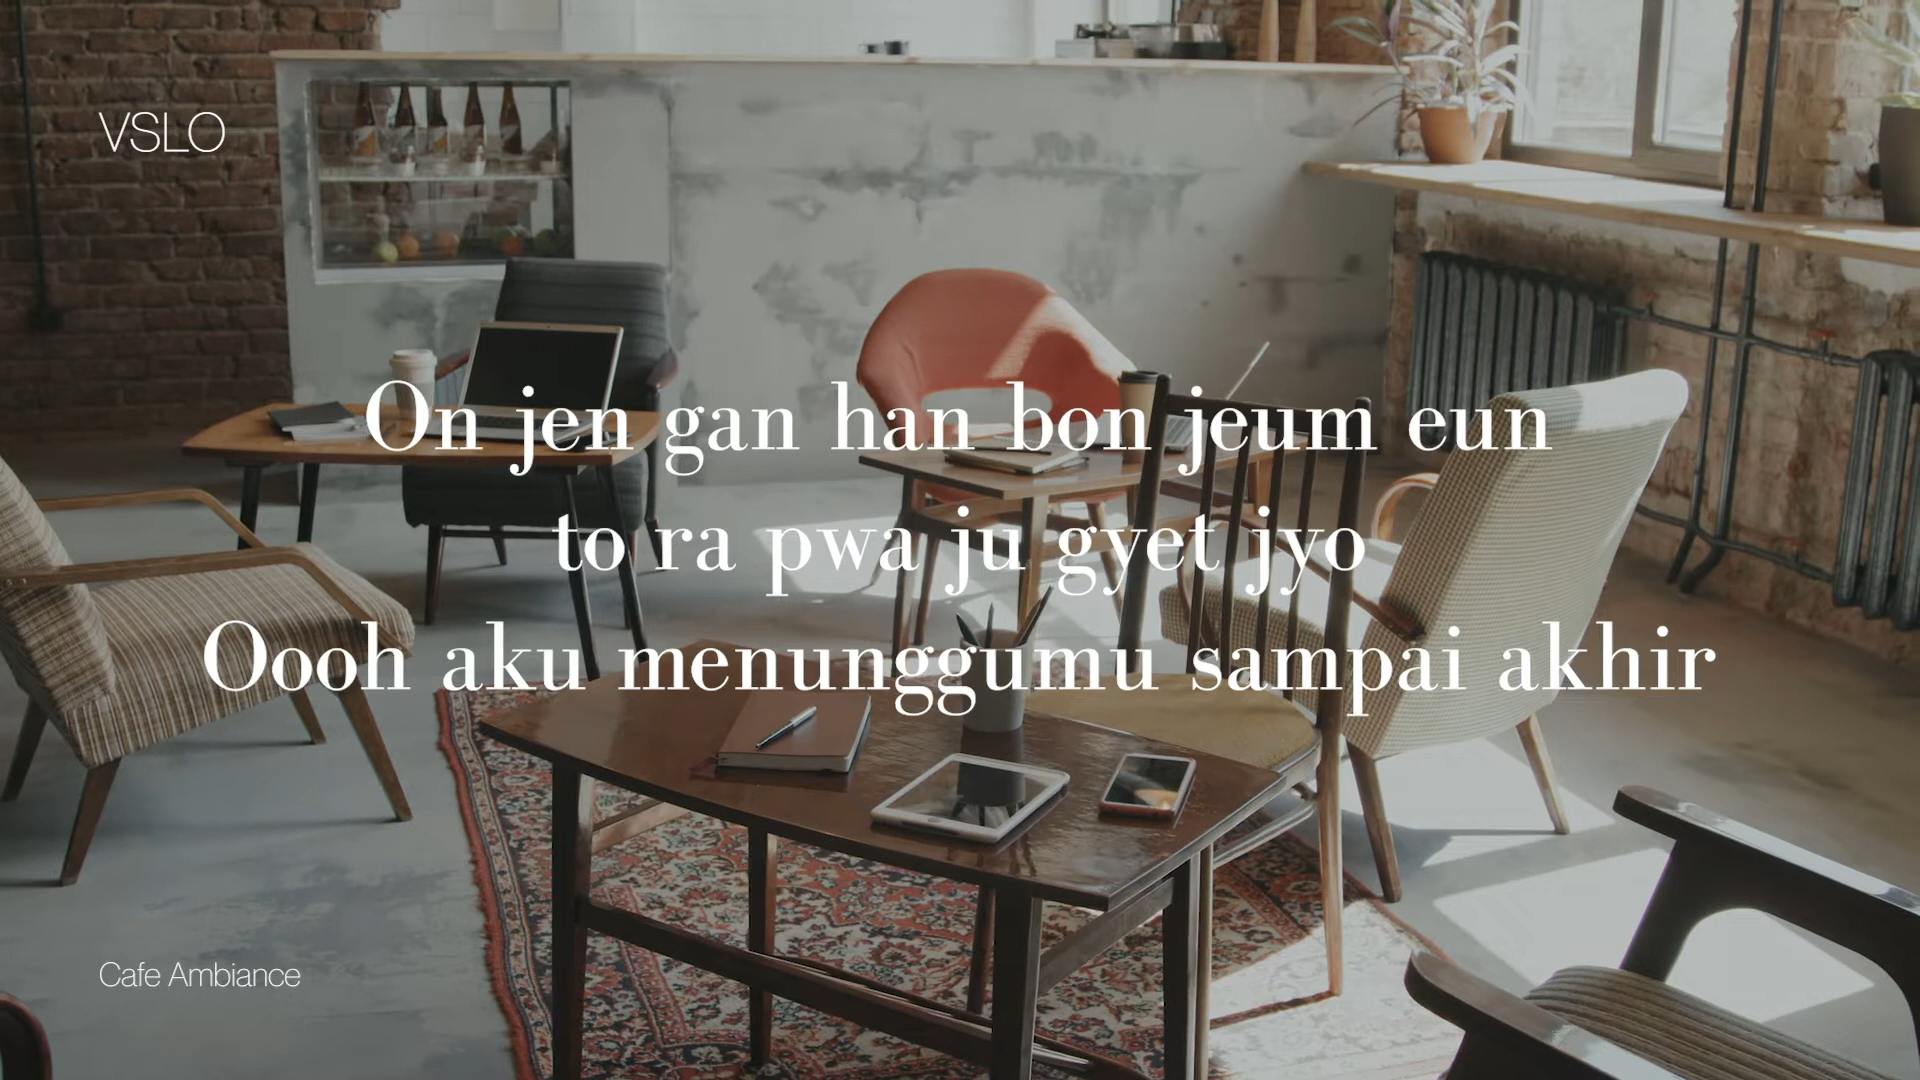 VSLO
On jen gan han bon jeum eun
to ra pwa ju gyet jyo
Oooh aku menunggumu sampai akhir
Cafe Ambiance